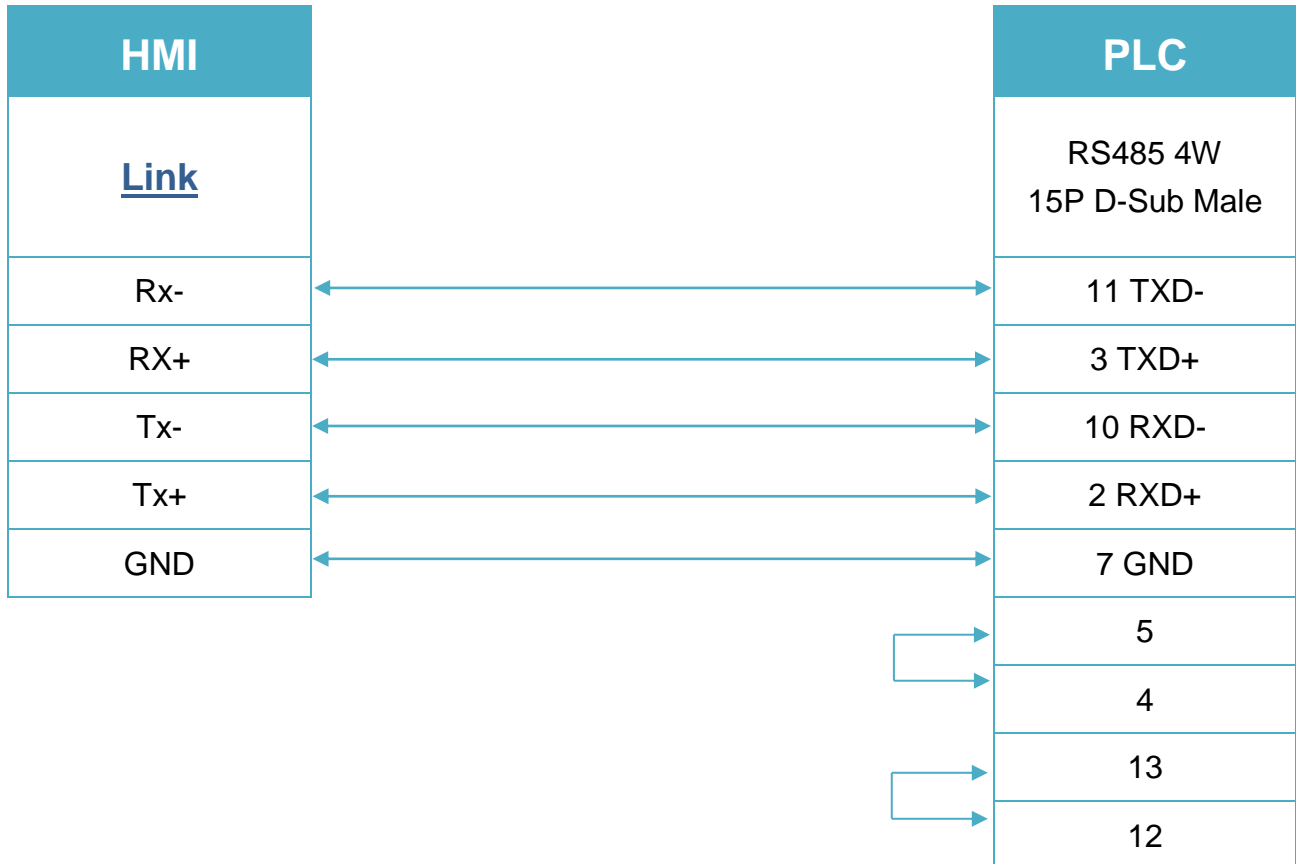 HMI
PLC
Link
RS485 4W
15P D-Sub Male
Rx-
11 TXD-
RX+
3 TXD+
Tx-
10 RXD-
Tx+
2 RXD+
GND
7 GND
5
4
13
12